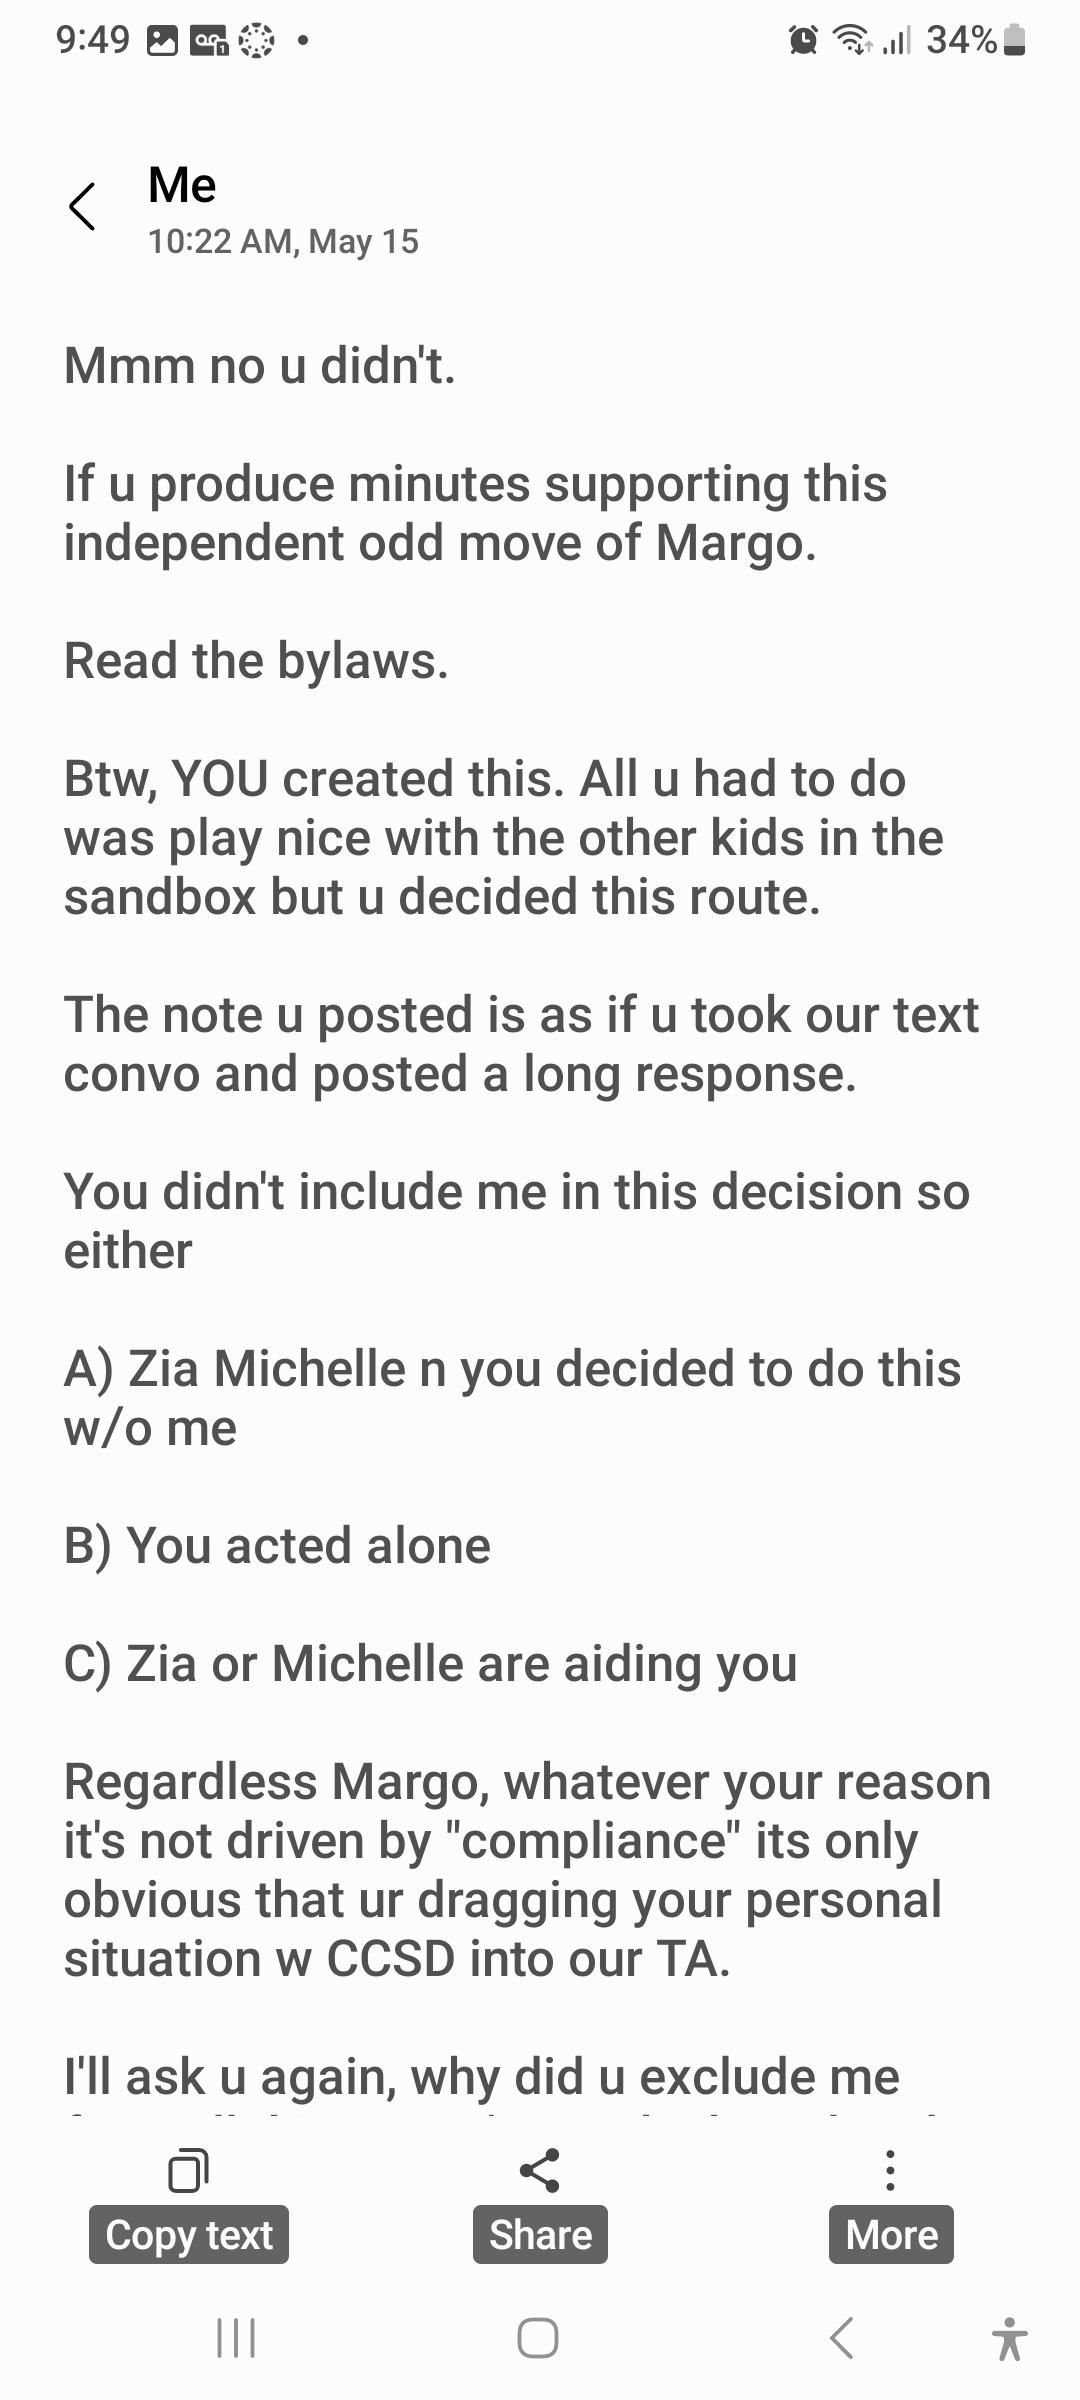 9:49
34%
Me
10:22 AM, May 15
Mmm no u didn't.
If u produce minutes supporting this
independent odd move of Margo.
Read the bylaws.
Btw, YOU created this. All u had to do
was play nice with the other kids in the
sandbox but u decided this route.
The note u posted is as if u took our text
convo and posted a long response.
You didn't include me in this decision so
either
A) Zia Michelle n you decided to do this
w/o me
B) You acted alone
C) Zia or Michelle are aiding you
Regardless Margo, whatever your reason
it's not driven by "compliance" its only
obvious that ur dragging your personal
situation w CCSD into our TA.
I'll ask u again, why did u exclude me
Copy text
Share
More